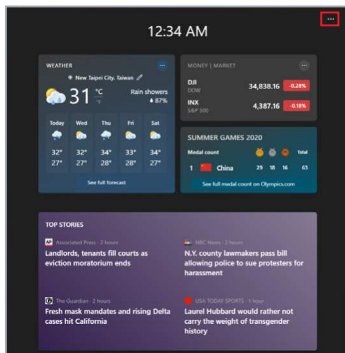 12:34 AM
WEATHER
New Taipei City, Taiwan
31 °C
Rain showers
87%
Today Wed Thu Fri Sat
32° 32° 34° 33° 34°
27° 27° 28° 28° 27°
See full forecast
MONEY | MARKET
DJI
DOW
34,838.16 -0.28%
INX
S&P 500
4,387.16 -0.18%
SUMMER GAMES 2020
Medal count Total
1 China 29 18 16 63
See full medal count on Olympics.com
TOP STORIES
Associated Press · 2 hours
Landlords, tenants fill courts as
eviction moratorium ends
NBC News · 2 hours
N.Y. county lawmakers pass bill
allowing police to sue protesters for
harassment
The Guardian · 2 hours
Fresh mask mandates and rising Delta
cases hit California
USA TODAY SPORTS · 1 hour
Laurel Hubbard would rather not
carry the weight of transgender
history